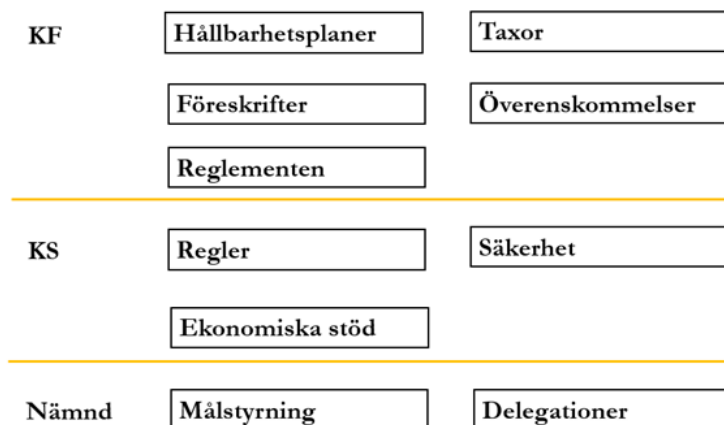 KF Hållbarhetsplaner Taxor
Föreskrifter Överenskommelser
Reglementen
KS Regler Säkerhet
Ekonomiska stöd
Nämnd Målstyrning Delegationer